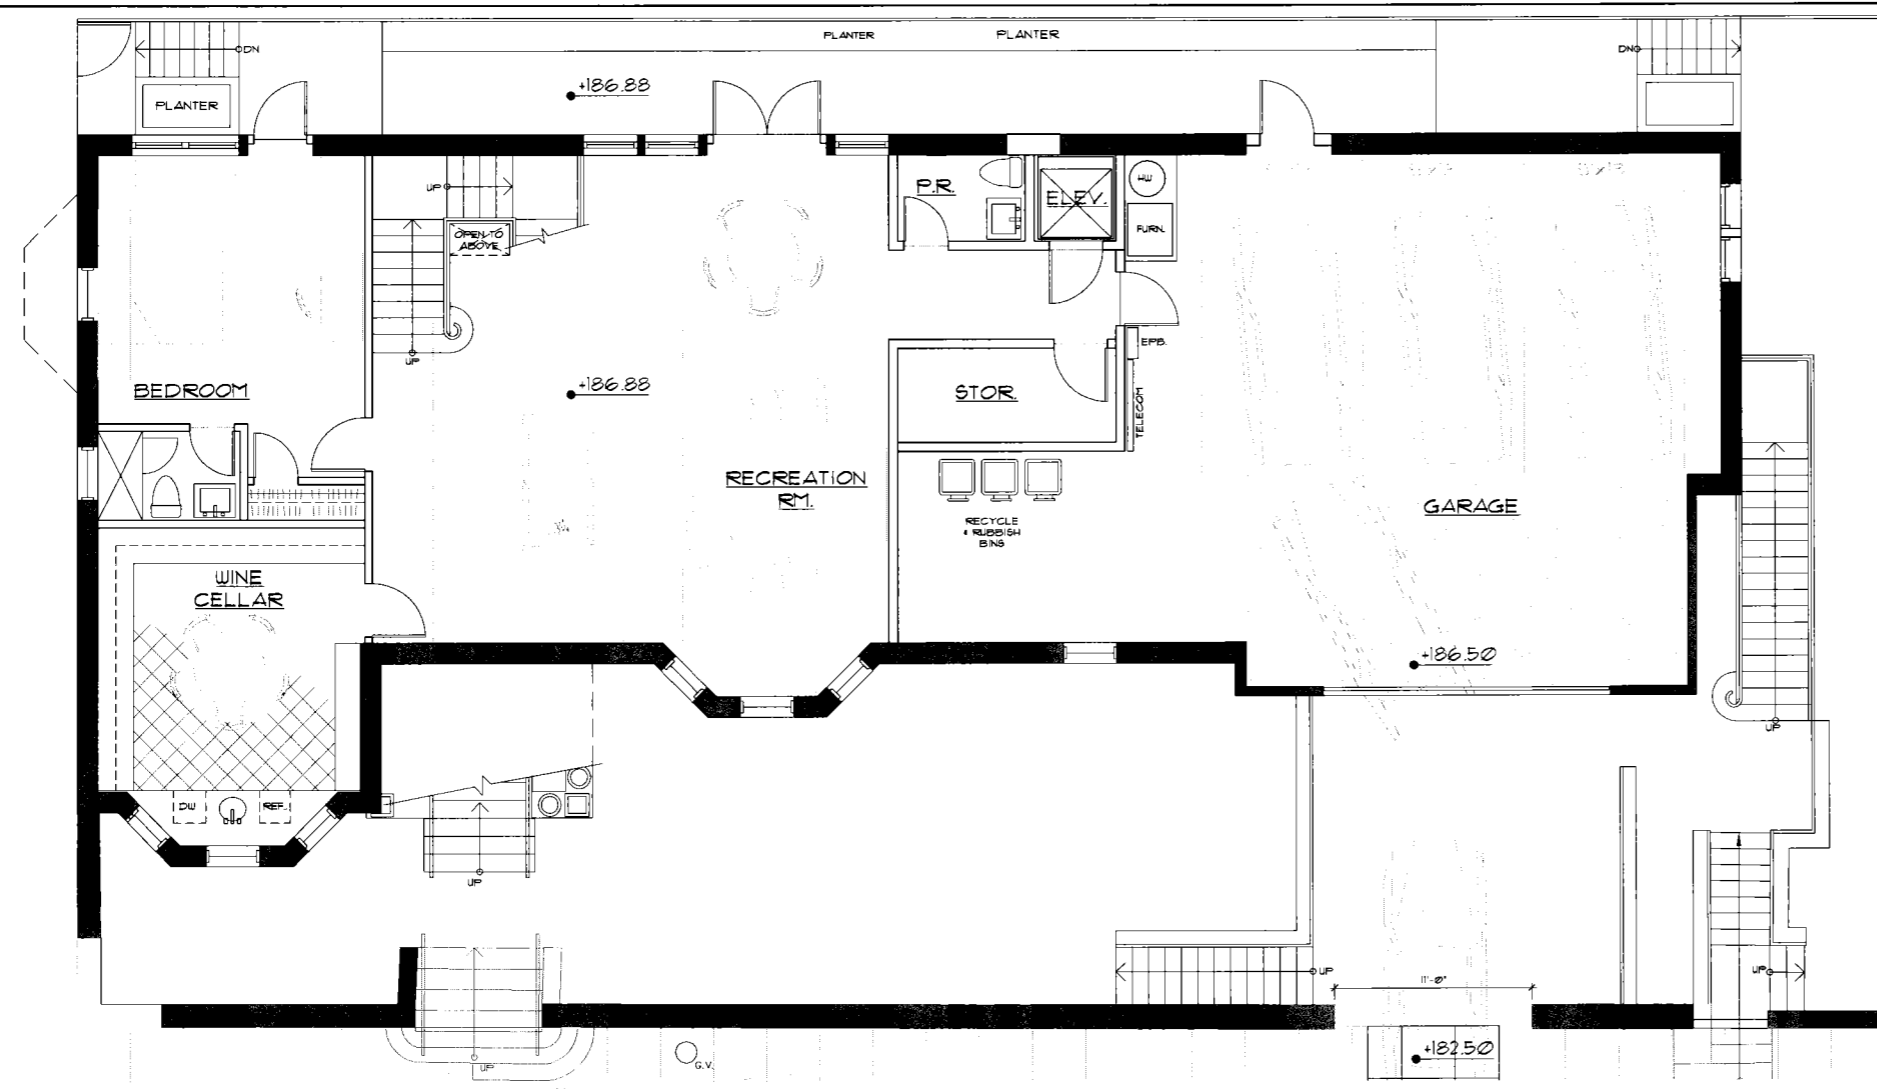 PLANTER
PLANTER
DN
DN
+186.88
PLANTER
UP
P.R.
ELEV.
HW
FURN.
OPEN TO
ABOVE
UP
EPB.
BEDROOM
+186.88
STOR.
TELECOM
RECREATION
RM.
GARAGE
RECYCLE
& RUBBISH
BINS
WINE
CELLAR
+186.50
UP
DW
REF.
UP
UP
UP
11'-0"
+182.50
G.V.
UP